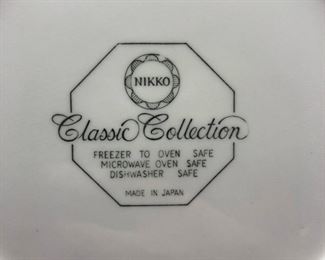 NIKKO
Classic Collection
FREEZER TO OVEN SAFE
MICROWAVE OVEN SAFE
DISHWASHER SAFE
MADE IN JAPAN